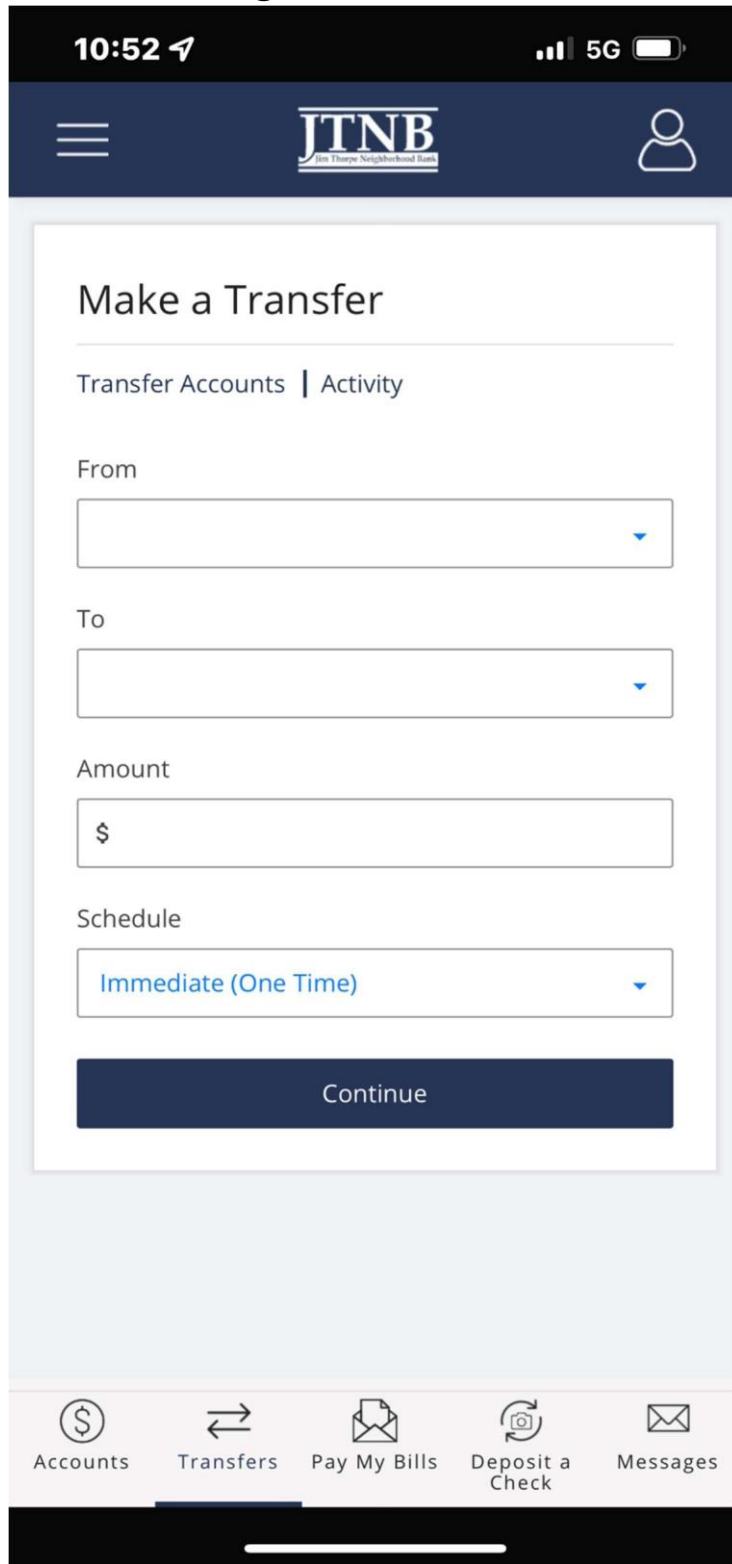 10:52
5G
JTNB
Jim Thorpe Neighborhood Bank
Make a Transfer
Transfer Accounts | Activity
From
To
Amount
$
Schedule
Immediate (One Time)
Continue
$
Accounts Transfers Pay My Bills Deposit a Check Messages